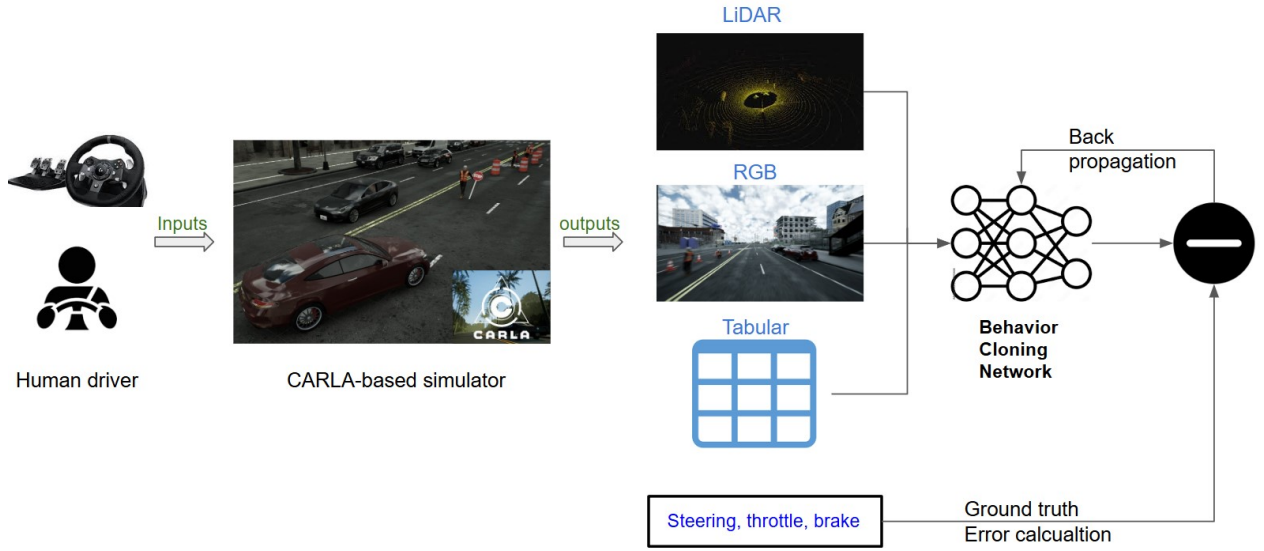 LiDAR
Back
propagation
RGB
Inputs
outputs
CARLA
Tabular
Behavior
Cloning
Network
Human driver
CARLA-based simulator
Steering, throttle, brake
Ground truth
Error calcualtion